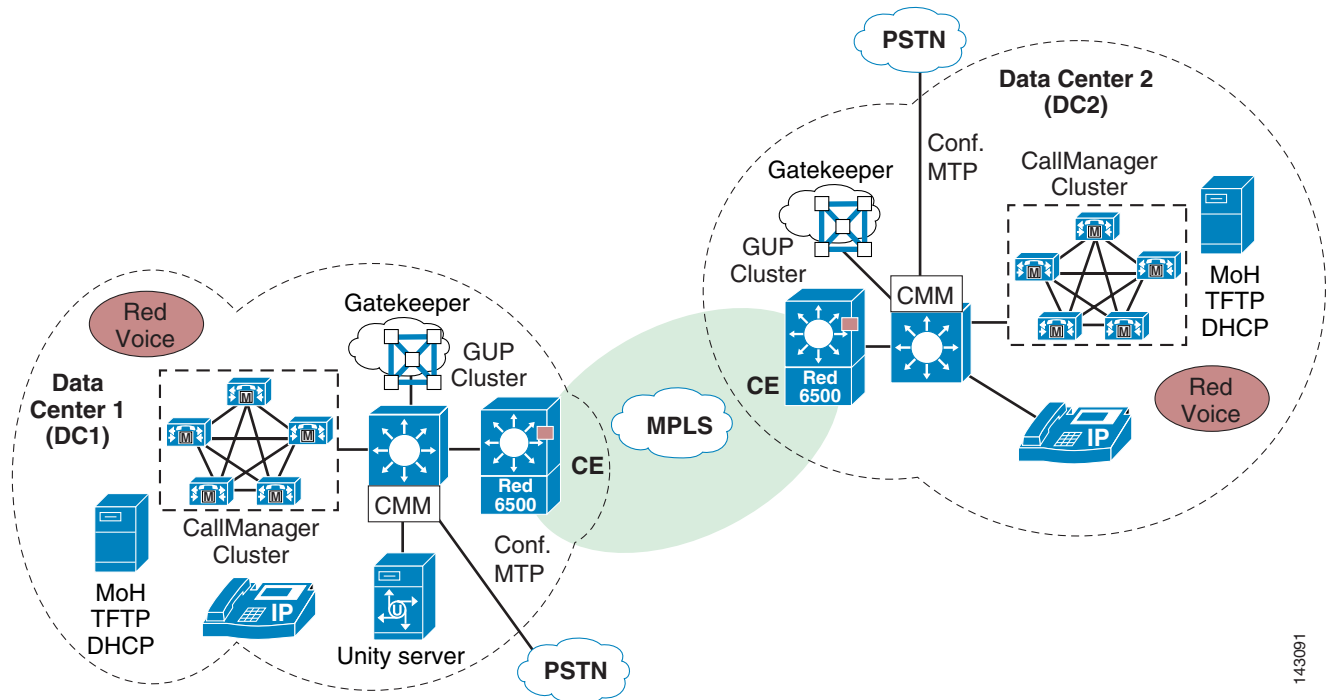 PSTN
Data Center 2
(DC2)
Conf.
MTP
CallManager
Cluster
Gatekeeper
GUP
Cluster
M
M
M
M
M
MoH
TFTP
DHCP
CMM
CE
Red
6500
Red
Voice
IP
Red
Voice
Gatekeeper
GUP
Cluster
Data
Center 1
(DC1)
M
M
M
M
M
MPLS
CE
Red
6500
CMM
CallManager
Cluster
Conf.
MTP
MoH
TFTP
DHCP
IP
U
Unity server
PSTN
143091